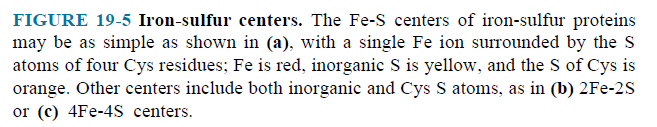 FIGURE 19-5 Iron-sulfur centers. The Fe-S centers of iron-sulfur proteins
may be as simple as shown in (a), with a single Fe ion surrounded by the S
atoms of four Cys residues; Fe is red, inorganic S is yellow, and the S of Cys is
orange. Other centers include both inorganic and Cys S atoms, as in (b) 2Fe-2S
or (c) 4Fe-4S centers.